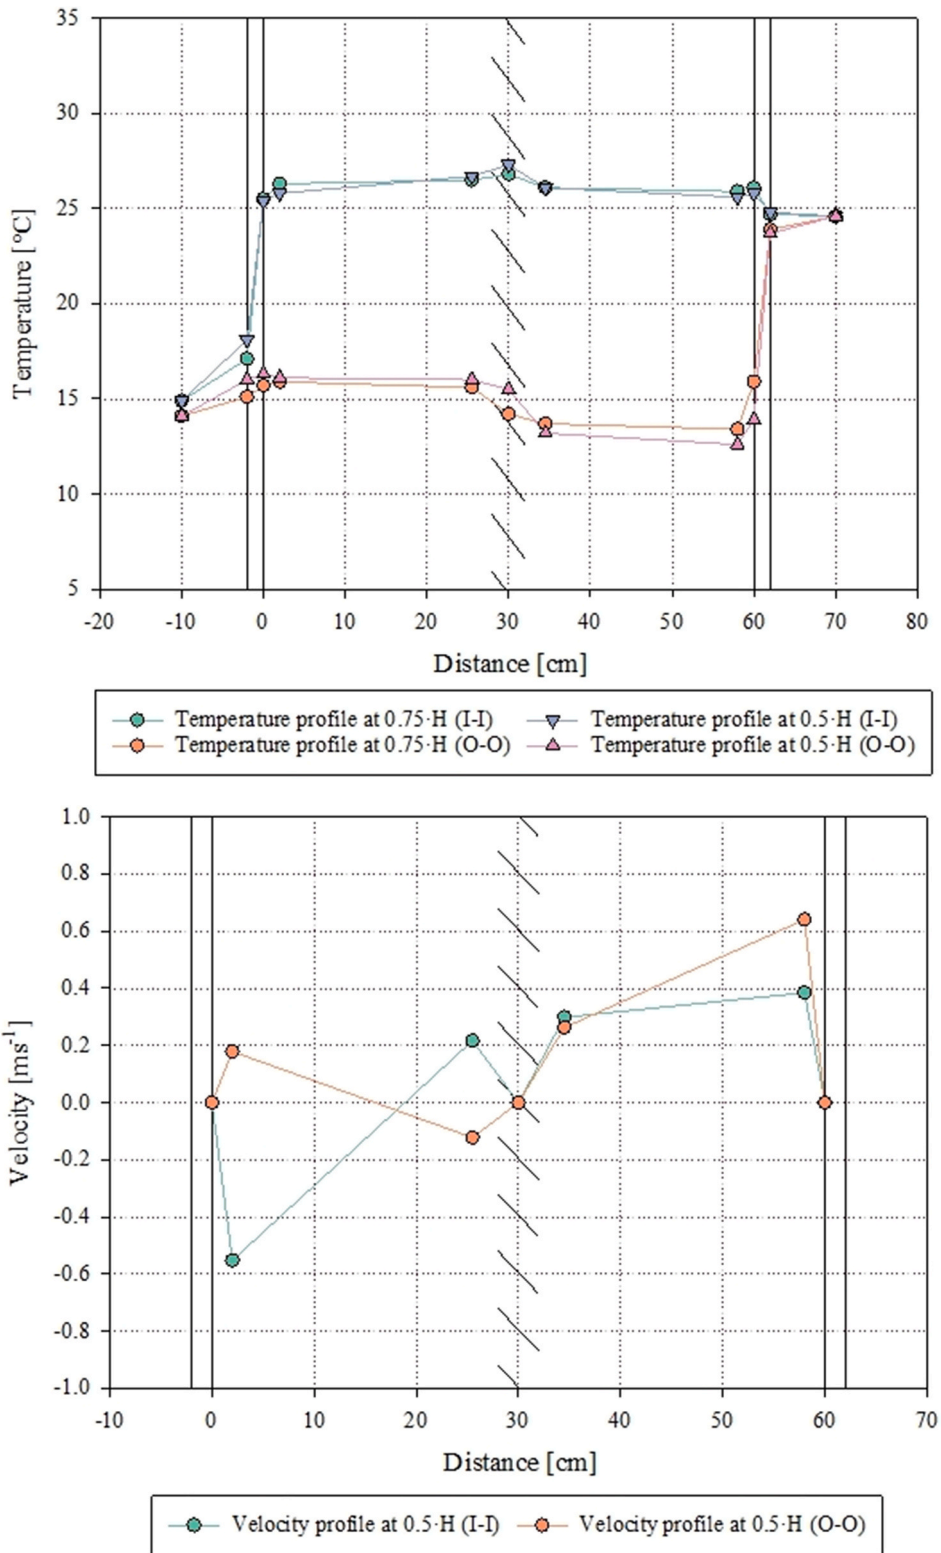 35
30
25
20
15
10
5
Temperature [°C]
-20 -10 0 10 20 30 40 50 60 70 80
Distance [cm]
Temperature profile at 0.75·H (I-I) Temperature profile at 0.5·H (I-I)
Temperature profile at 0.75·H (O-O) Temperature profile at 0.5·H (O-O)
1.0
0.8
0.6
0.4
0.2
0.0
-0.2
-0.4
-0.6
-0.8
-1.0
Velocity [ms⁻¹]
-10 0 10 20 30 40 50 60 70
Distance [cm]
Velocity profile at 0.5·H (I-I) Velocity profile at 0.5·H (O-O)